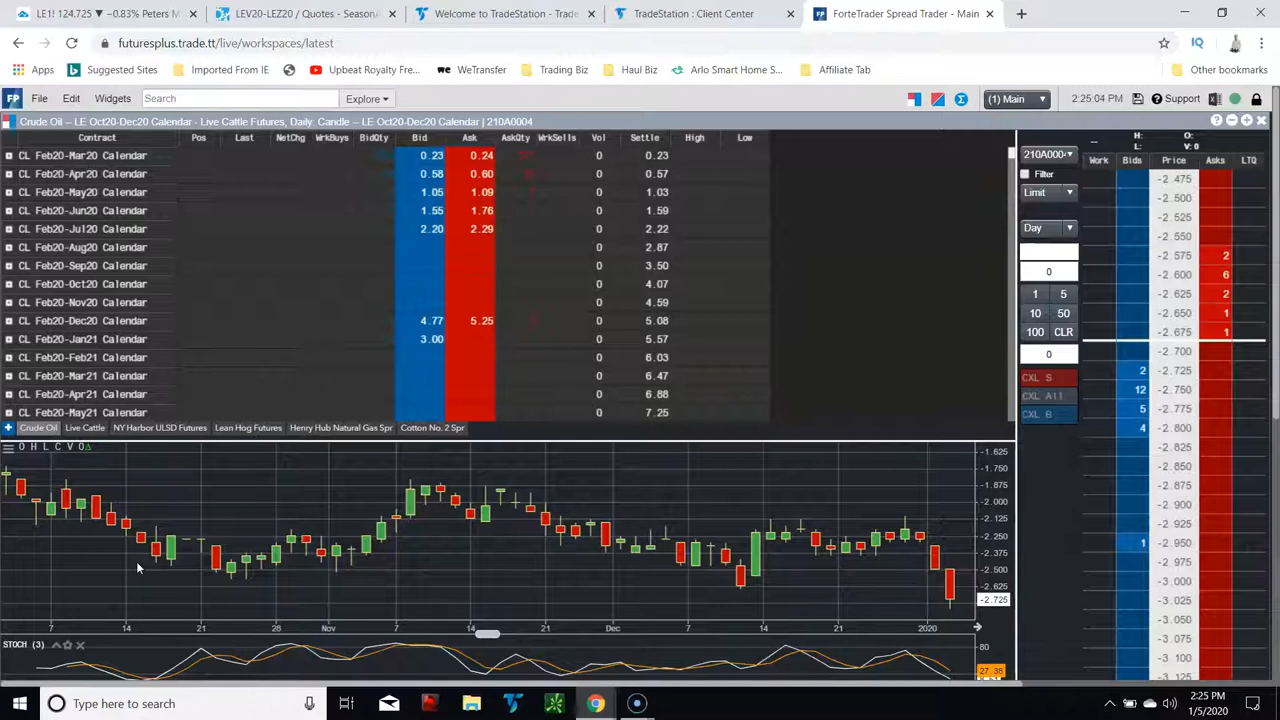 LE1! 124.725 ▼ −0.83% Peters M
LEV20-LEZ20 / Quotes - Season
Welcome to TradeStation - Trade
TradeStation : Client Center
ForteTrader Spread Trader - Main
futuresplus.trade.tt/live/workspaces/latest
Apps Suggested Sites Imported From IE Upbeat Royalty Fre... WeTransfer Trading Biz Haul Biz Arlo Smart Home S... Affiliate Tab Other bookmarks
FP File Edit Widgets Search Explore (1) Main 2:25:04 PM Support
Crude Oil -- LE Oct20-Dec20 Calendar - Live Cattle Futures, Daily: Candle -- LE Oct20-Dec20 Calendar | 210A0004
Contract Pos Last NetChg WrkBuys BidQty Bid Ask AskQty WrkSells Vol Settle High Low
CL Feb20-Mar20 Calendar 0.23 0.24 0 0.23
CL Feb20-Apr20 Calendar 0.58 0.60 0 0.57
CL Feb20-May20 Calendar 1.05 1.09 0 1.03
CL Feb20-Jun20 Calendar 1.55 1.76 0 1.59
CL Feb20-Jul20 Calendar 2.20 2.29 0 2.22
CL Feb20-Aug20 Calendar 0 2.87
CL Feb20-Sep20 Calendar 0 3.50
CL Feb20-Oct20 Calendar 0 4.07
CL Feb20-Nov20 Calendar 0 4.59
CL Feb20-Dec20 Calendar 4.77 5.25 0 5.08
CL Feb20-Jan21 Calendar 3.00 0 5.57
CL Feb20-Feb21 Calendar 0 6.03
CL Feb20-Mar21 Calendar 0 6.47
CL Feb20-Apr21 Calendar 0 6.88
CL Feb20-May21 Calendar 0 7.25
Crude Oil Live Cattle NY Harbor ULSD Futures Lean Hog Futures Henry Hub Natural Gas Spr Cotton No. 2 Spr
O H L C V O
-1.625
-1.750
-1.875
-2.000
-2.125
-2.250
-2.375
-2.500
-2.625
-2.725
7 14 21 28 Nov 7 14 21 Dec 7 14 21 2020
STOCH (3)
80
27.38
H: O:
L: V: 0
210A000
Filter
Limit
Day
0
1 5
10 50
100 CLR
0
CXL S
CXL All
CXL B
Work Bids Price Asks LTQ
-2.475
-2.500
-2.525
-2.550
-2.575 2
-2.600 6
-2.625 2
-2.650 1
-2.675 1
-2.700
2 -2.725
12 -2.750
5 -2.775
4 -2.800
-2.825
-2.850
-2.875
-2.900
-2.925
1 -2.950
-2.975
-3.000
-3.025
-3.050
-3.075
-3.100
-3.125
Type here to search
2:25 PM
1/5/2020